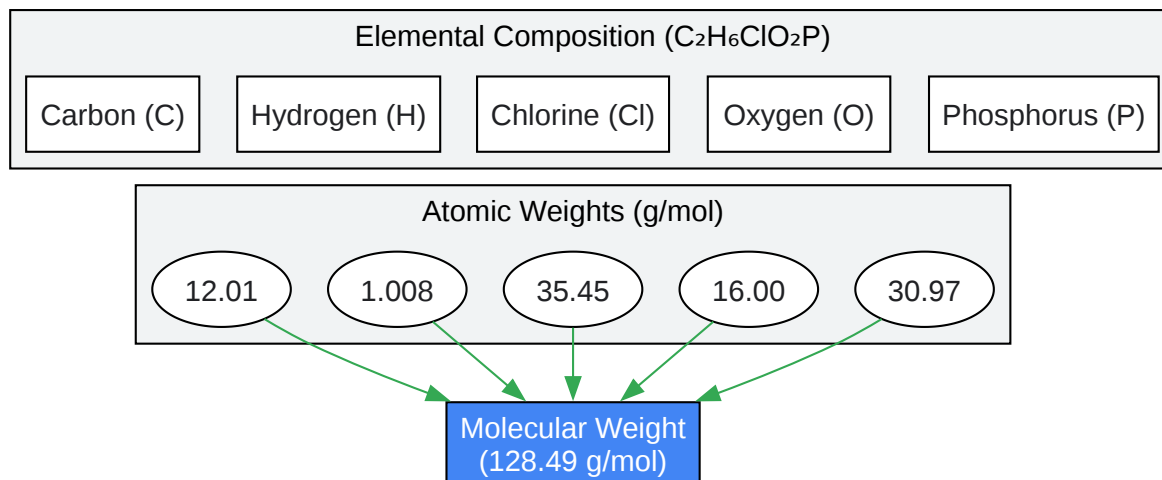 Elemental Composition (C₂H₆ClO₂P)
Carbon (C)
Hydrogen (H)
Chlorine (Cl)
Oxygen (O)
Phosphorus (P)
Atomic Weights (g/mol)
12.01
1.008
35.45
16.00
30.97
Molecular Weight
(128.49 g/mol)